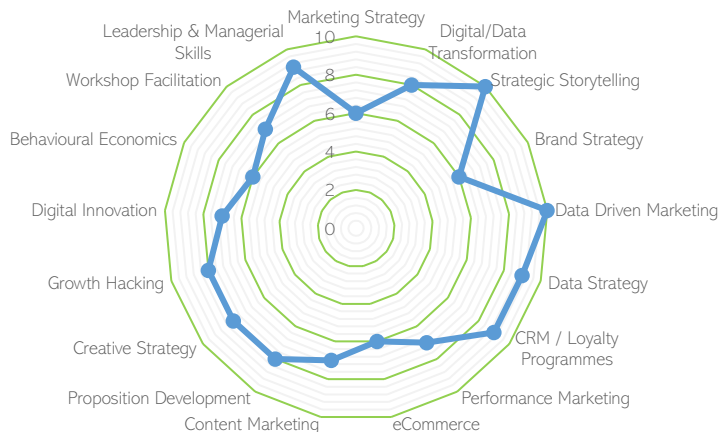 Marketing Strategy
Digital/Data
Transformation
Strategic Storytelling
Brand Strategy
Data Driven Marketing
Data Strategy
CRM / Loyalty
Programmes
Performance Marketing
eCommerce
Content Marketing
Proposition Development
Creative Strategy
Growth Hacking
Digital Innovation
Behavioural Economics
Workshop Facilitation
Leadership & Managerial
Skills
10
8
6
4
2
0